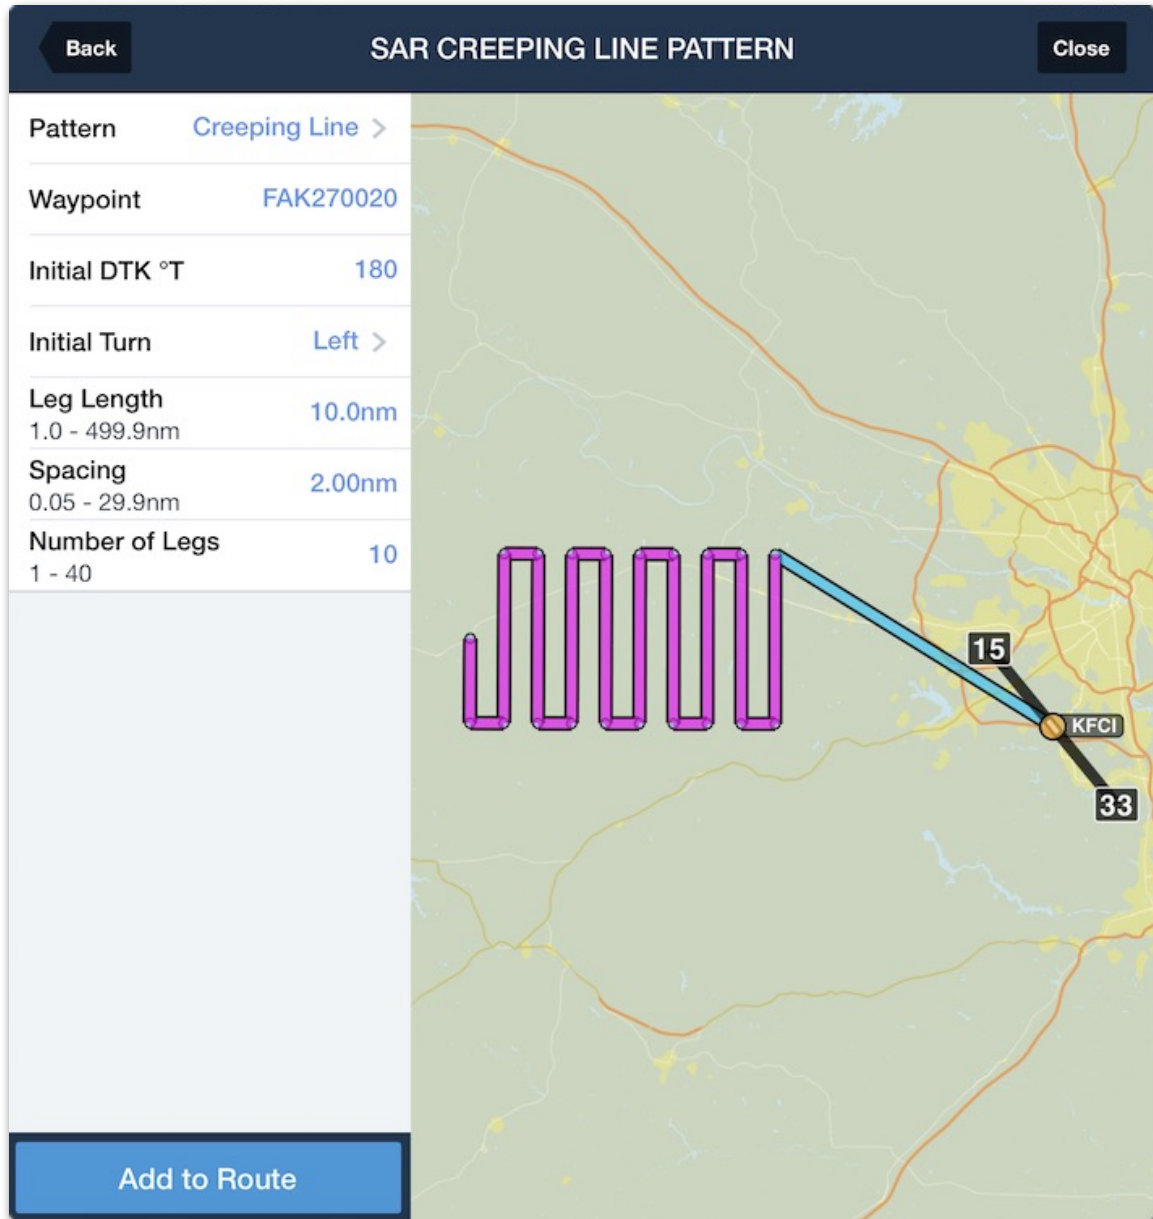 Back
SAR CREEPING LINE PATTERN
Close
Pattern Creeping Line >
Waypoint FAK270020
Initial DTK °T 180
Initial Turn Left >
Leg Length 10.0nm
1.0 - 499.9nm
Spacing 2.00nm
0.05 - 29.9nm
Number of Legs 10
1 - 40
15
KFCI
33
Add to Route